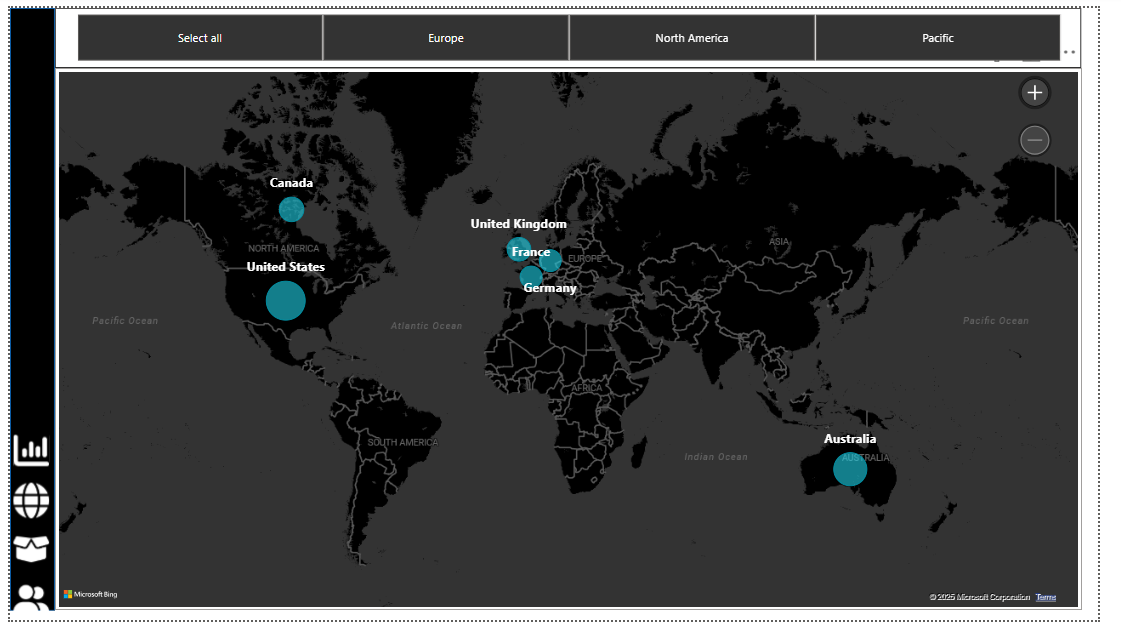 Select all
Europe
North America
Pacific
Canada
NORTH AMERICA
United States
United Kingdom
France
EUROPE
Germany
ASIA
Pacific Ocean
Atlantic Ocean
Pacific Ocean
AFRICA
SOUTH AMERICA
Indian Ocean
Australia
AUSTRALIA
Microsoft Bing
© 2025 Microsoft Corporation Terms